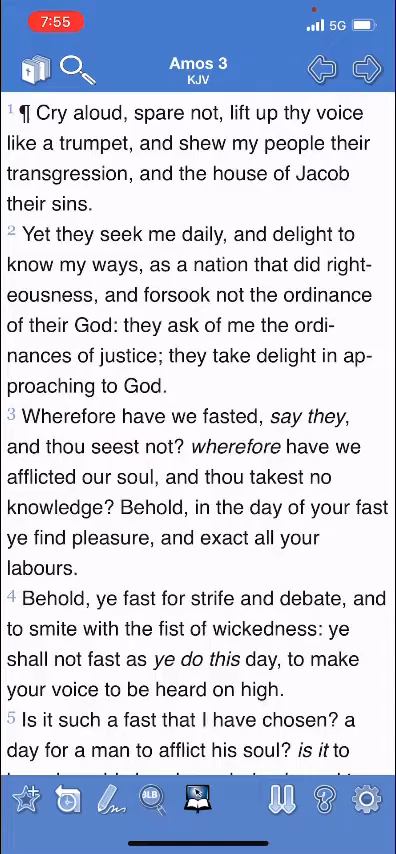 7:55
5G
Amos 3
KJV
1 ¶ Cry aloud, spare not, lift up thy voice
like a trumpet, and shew my people their
transgression, and the house of Jacob
their sins.
2 Yet they seek me daily, and delight to
know my ways, as a nation that did right-
eousness, and forsook not the ordinance
of their God: they ask of me the ordi-
nances of justice; they take delight in ap-
proaching to God.
3 Wherefore have we fasted, say they,
and thou seest not? wherefore have we
afflicted our soul, and thou takest no
knowledge? Behold, in the day of your fast
ye find pleasure, and exact all your
labours.
4 Behold, ye fast for strife and debate, and
to smite with the fist of wickedness: ye
shall not fast as ye do this day, to make
your voice to be heard on high.
5 Is it such a fast that I have chosen? a
day for a man to afflict his soul? is it to
BLB